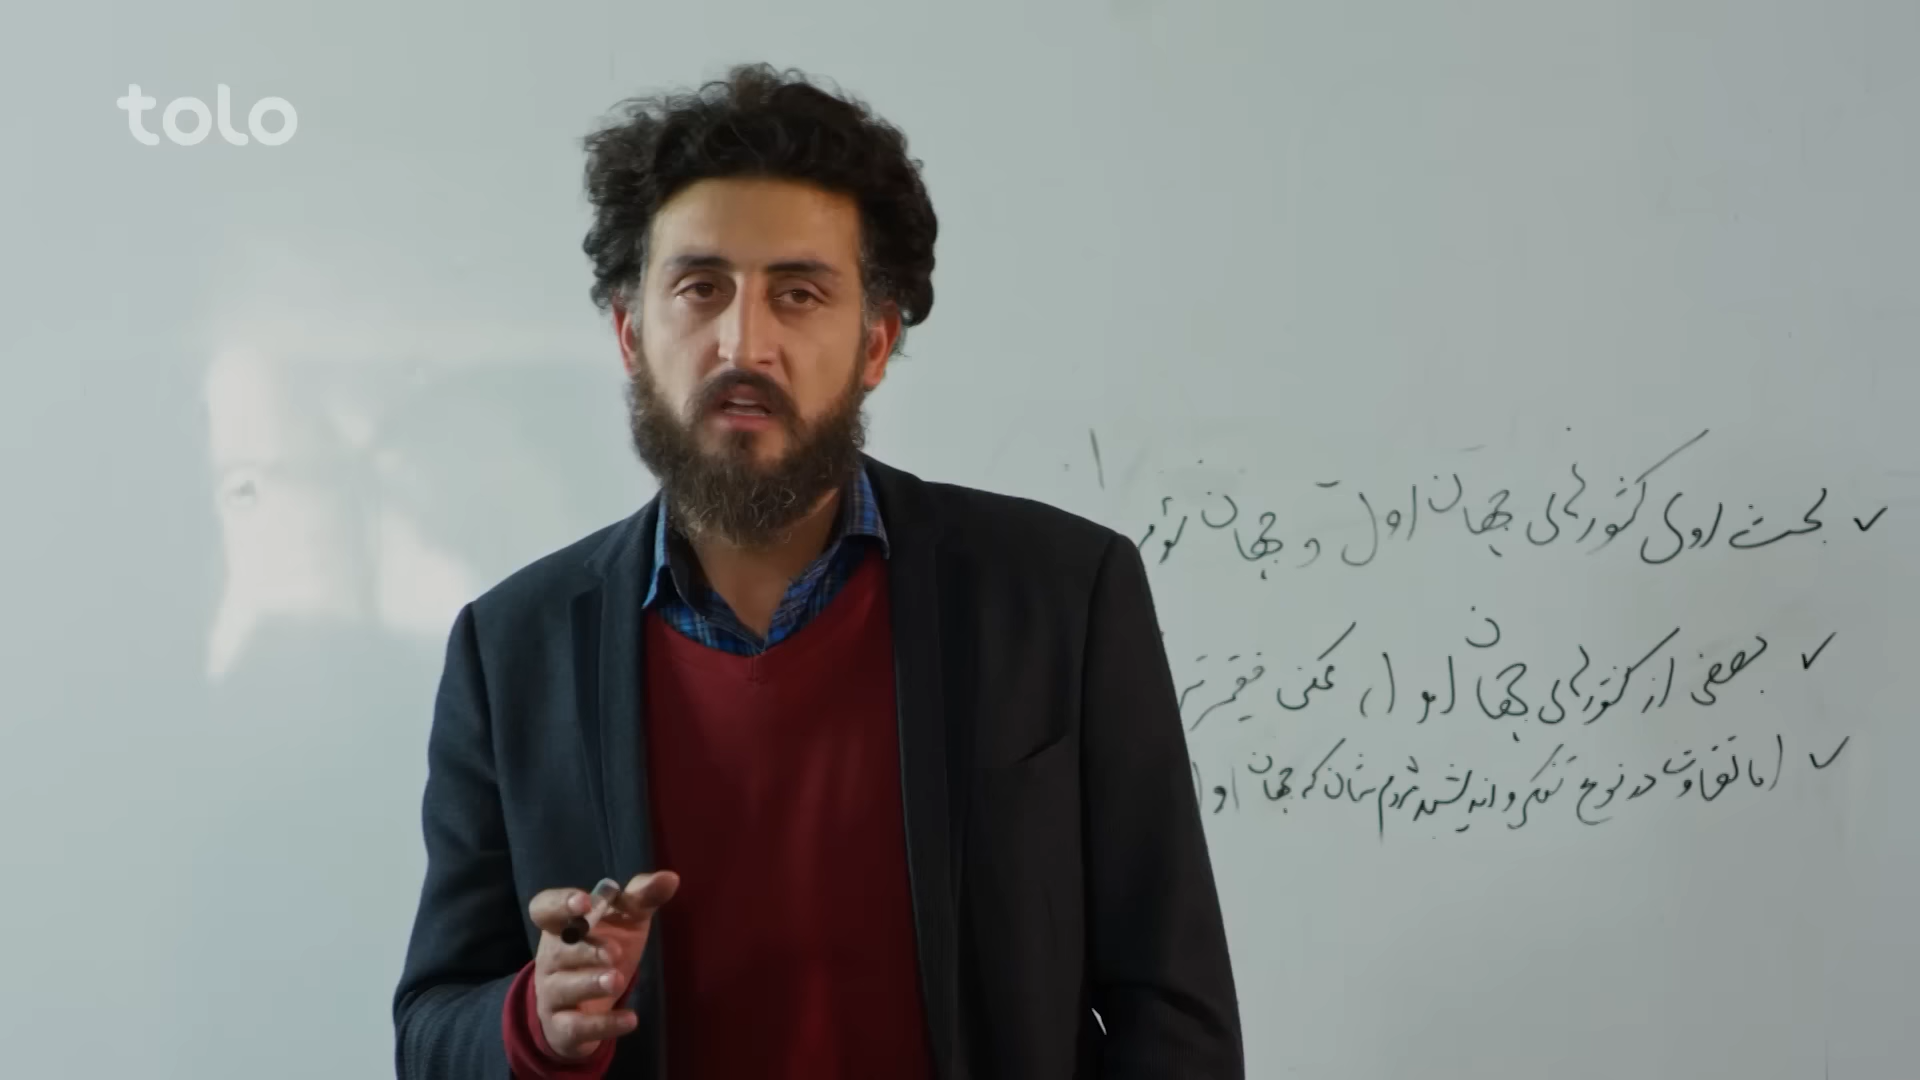 tolo
✓ بحث روی کشورهای جهان اول و جهان سوم
✓ بعضی از کشورهای جهان اول، فقیرتر
✓ اما تفاوت در نوع تفکر و اندیشه مردم شان که جهان اول